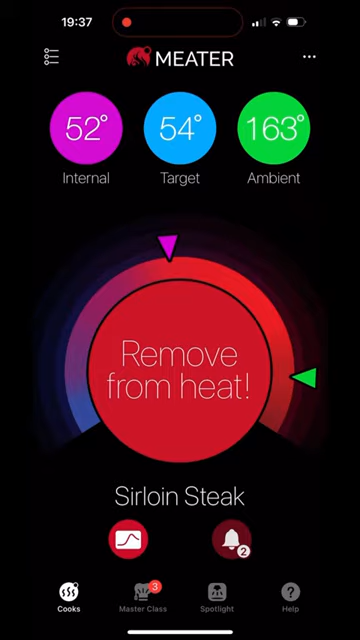 19:37
MEATER
52° 54° 163°
Internal Target Ambient
Remove
from heat!
Sirloin Steak
2
3
Cooks Master Class Spotlight Help
?